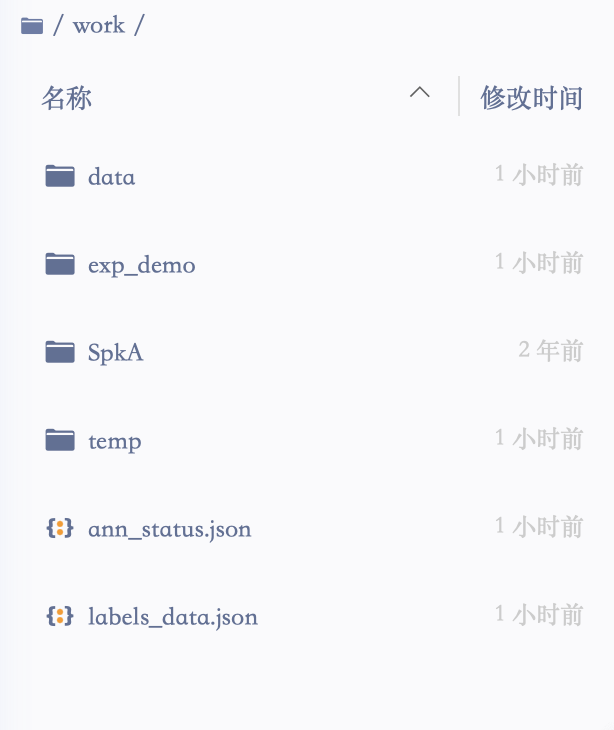 / work /
名称 修改时间
data 1 小时前
exp_demo 1 小时前
SpkA 2 年前
temp 1 小时前
ann_status.json 1 小时前
labels_data.json 1 小时前